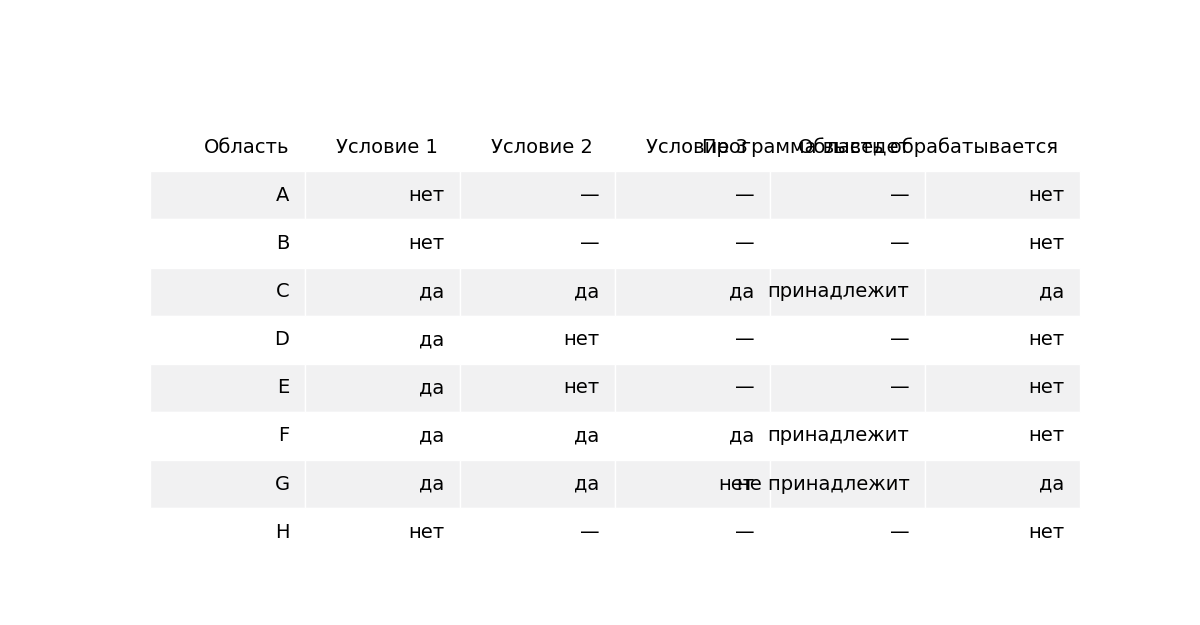 Область Условие 1 Условие 2 Условие 3 Программа выведет Область обрабатывается
A нет — — — нет
B нет — — — нет
C да да да принадлежит да
D да нет — — нет
E да нет — — нет
F да да да принадлежит нет
G да да нет не принадлежит да
H нет — — — нет